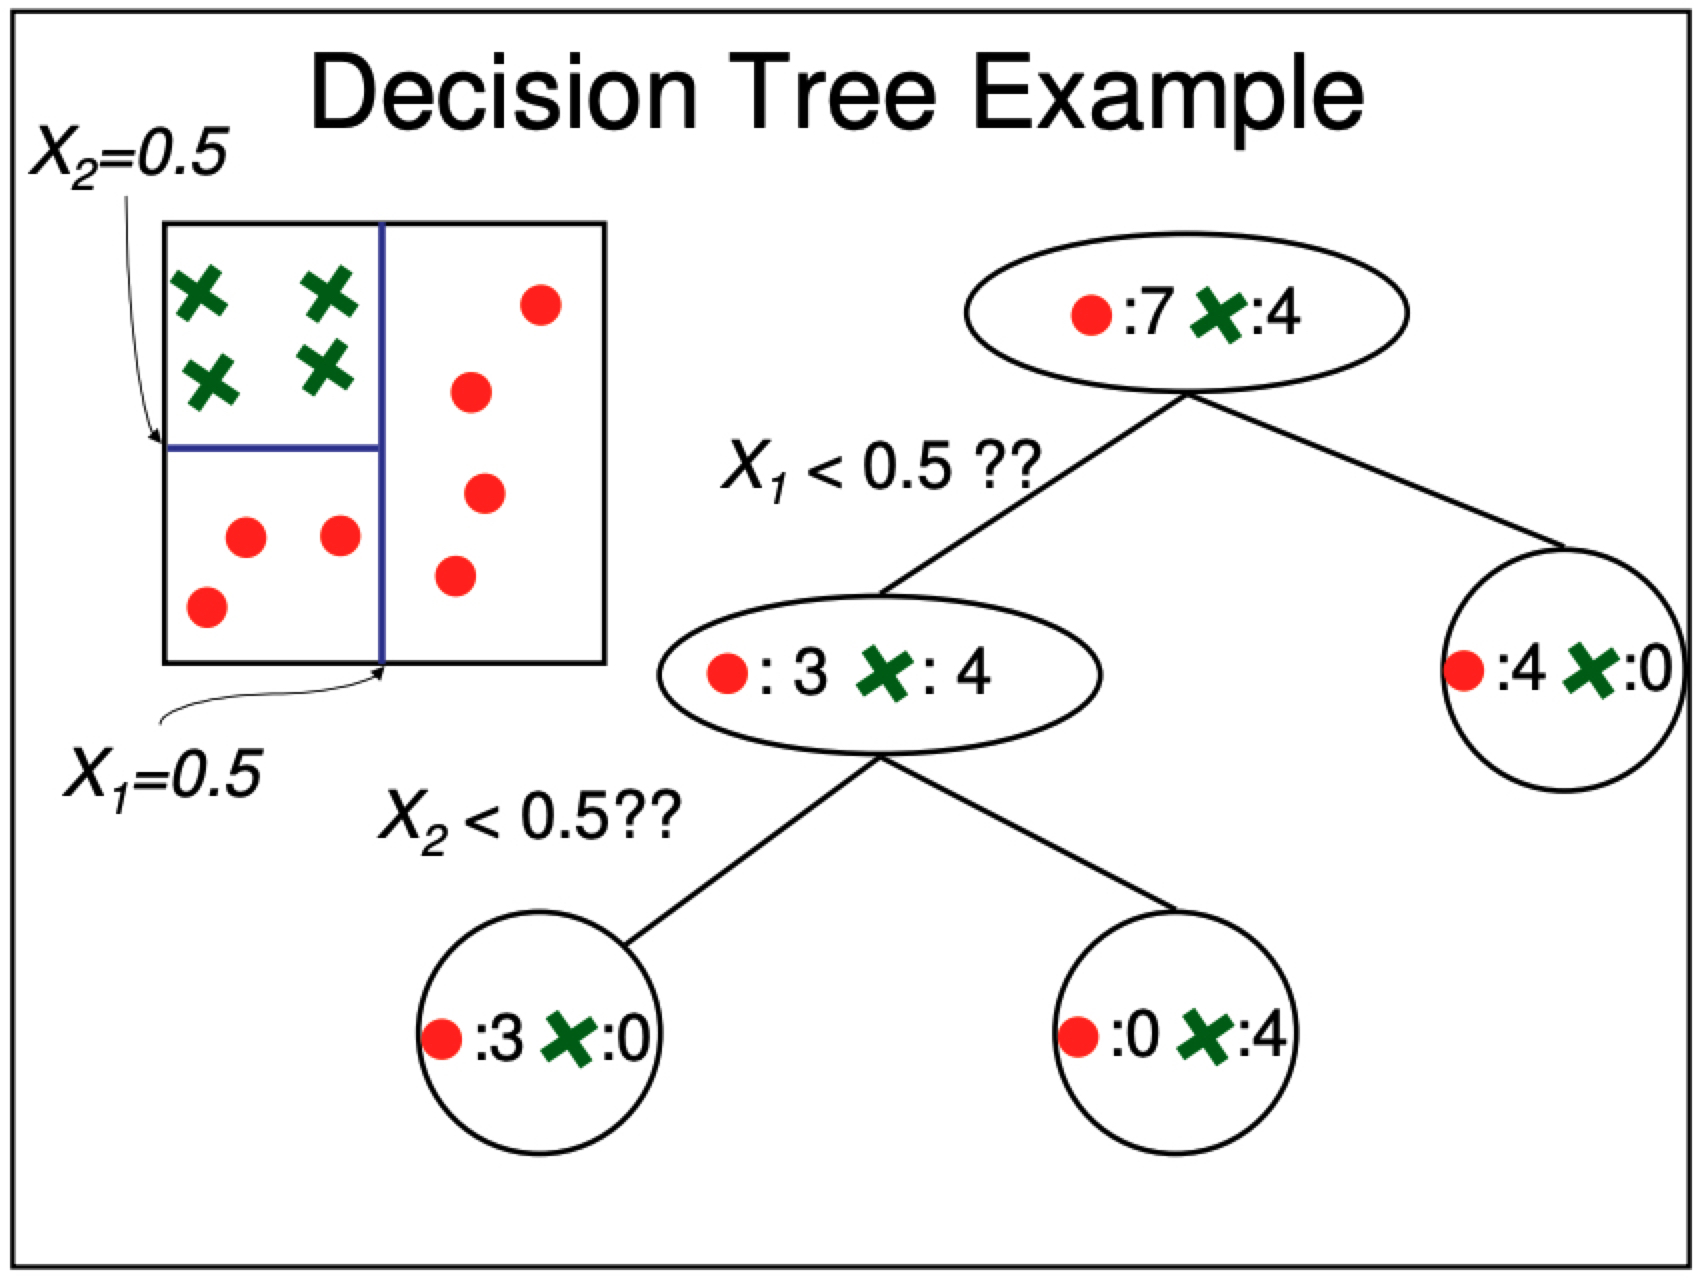 Decision Tree Example
X2=0.5
:7 :4
X1 < 0.5 ??
: 3 : 4
:4 :0
X1=0.5
X2 < 0.5??
:3 :0
:0 :4